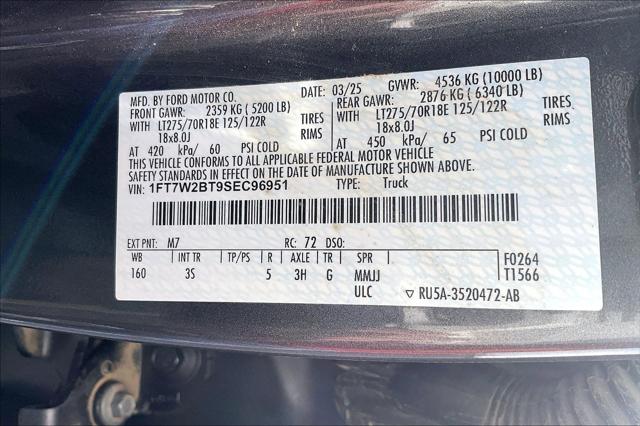 MFD. BY FORD MOTOR CO.
DATE: 03/25 GVWR: 4536 KG (10000 LB)
FRONT GAWR: 2359 KG ( 5200 LB) REAR GAWR: 2876 KG ( 6340 LB)
WITH LT275/70R18E 125/122R TIRES WITH LT275/70R18E 125/122R TIRES
18x8.0J RIMS 18x8.0J RIMS
AT 420 kPa/ 60 PSI COLD AT 450 kPa/ 65 PSI COLD
THIS VEHICLE CONFORMS TO ALL APPLICABLE FEDERAL MOTOR VEHICLE
SAFETY STANDARDS IN EFFECT ON THE DATE OF MANUFACTURE SHOWN ABOVE.
VIN: 1FT7W2BT9SEC96951 TYPE: Truck
EXT PNT: M7 RC: 72 DSO:
WB INT TR TP/PS R AXLE TR SPR F0264
160 3S 5 3H G MMJJ T1566
ULC ▽ RU5A-3520472-AB